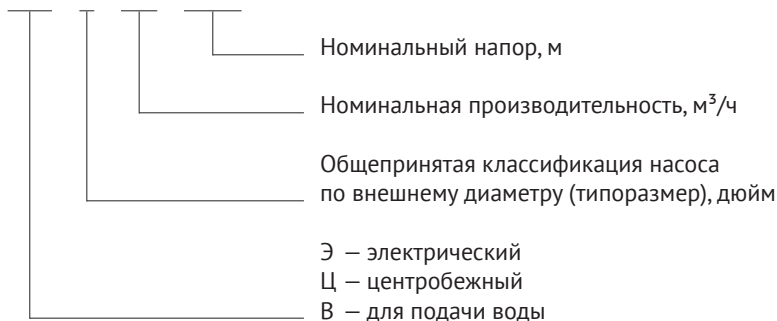 Номинальный напор, м
Номинальная производительность, м³/ч
Общепринятая классификация насоса
по внешнему диаметру (типоразмер), дюйм
Э — электрический
Ц — центробежный
В — для подачи воды